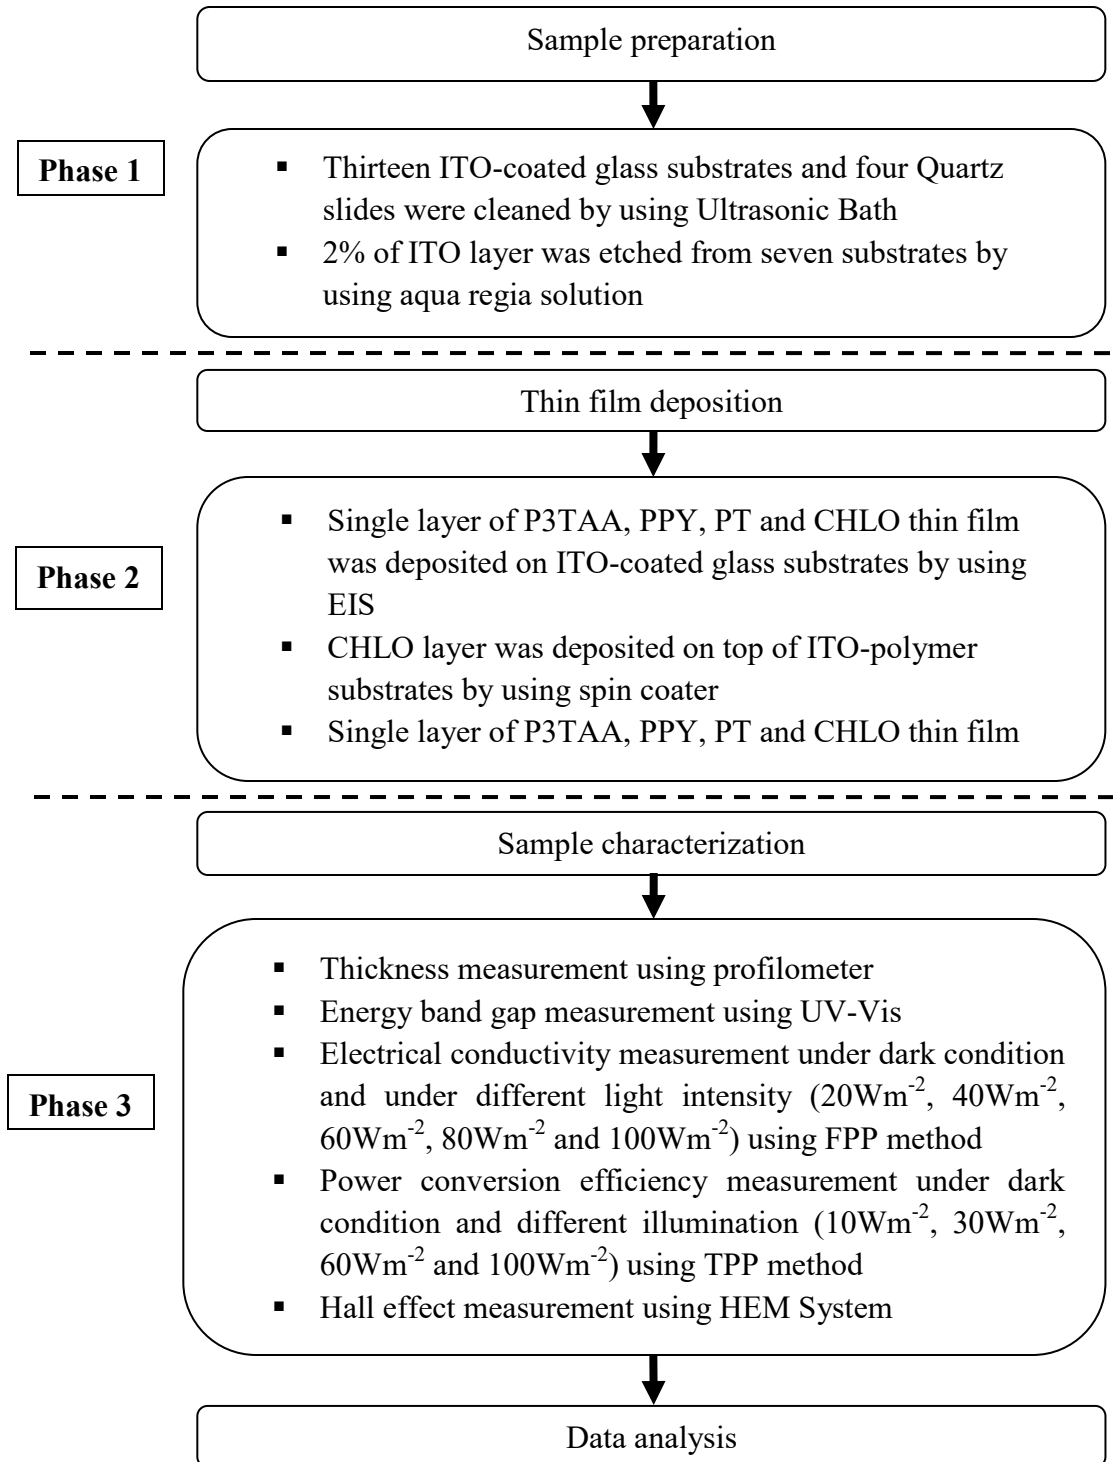 Sample preparation
Phase 1
▪ Thirteen ITO-coated glass substrates and four Quartz
slides were cleaned by using Ultrasonic Bath
▪ 2% of ITO layer was etched from seven substrates by
using aqua regia solution
Thin film deposition
Phase 2
▪ Single layer of P3TAA, PPY, PT and CHLO thin film
was deposited on ITO-coated glass substrates by using
EIS
▪ CHLO layer was deposited on top of ITO-polymer
substrates by using spin coater
▪ Single layer of P3TAA, PPY, PT and CHLO thin film
Sample characterization
Phase 3
▪ Thickness measurement using profilometer
▪ Energy band gap measurement using UV-Vis
▪ Electrical conductivity measurement under dark condition
and under different light intensity (20Wm⁻², 40Wm⁻²,
60Wm⁻², 80Wm⁻² and 100Wm⁻²) using FPP method
▪ Power conversion efficiency measurement under dark
condition and different illumination (10Wm⁻², 30Wm⁻²,
60Wm⁻² and 100Wm⁻²) using TPP method
▪ Hall effect measurement using HEM System
Data analysis